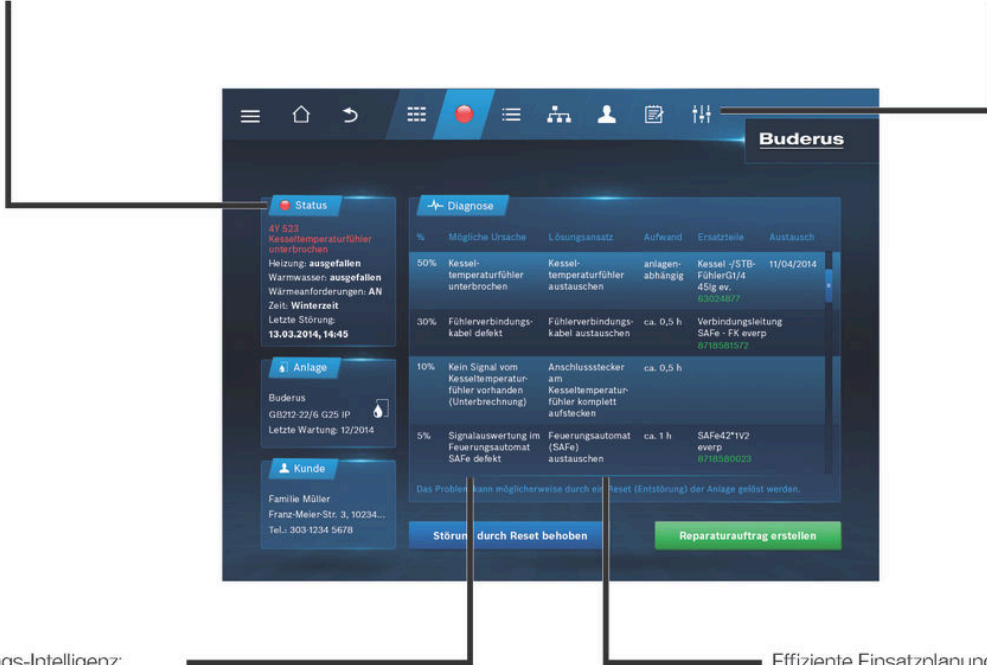 Buderus
Status
4Y 523
Kesseltemperaturfühler
unterbrochen
Heizung: ausgefallen
Warmwasser: ausgefallen
Wärmeanforderungen: AN
Zeit: Winterzeit
Letzte Störung:
13.03.2014, 14:45
Anlage
Buderus
GB212-22/6 G25 IP
Letzte Wartung: 12/2014
Kunde
Familie Müller
Franz-Meier-Str. 3, 10234...
Tel.: 303-1234 5678
Diagnose
% Mögliche Ursache Lösungsansatz Aufwand Ersatzteile Austausch
50% Kessel- Kessel- anlagen- Kessel -/STB- 11/04/2014
temperaturfühler temperaturfühler abhängig FühlerG1/4
unterbrochen austauschen 45lg ev.
63024877
30% Fühlerverbindungs- Fühlerverbindungs- ca. 0,5 h Verbindungsleitung
kabel defekt kabel austauschen SAFe - FK everp
8718581572
10% Kein Signal vom Anschlussstecker ca. 0,5 h
Kesseltemperatur- am
fühler vorhanden Kesseltemperatur-
(Unterbrechnung) fühler komplett
aufstecken
5% Signalauswertung im Feuerungsautomat ca. 1 h SAFe42"1V2
Feuerungsautomat (SAFe) everp
SAFe defekt austauschen 8718580023
Das Problem kann möglicherweise durch ein Reset (Entstörung) der Anlage gelöst werden.
Störung durch Reset behoben
Reparaturauftrag erstellen
gs-Intelligenz:
Effiziente Einsatzplanung